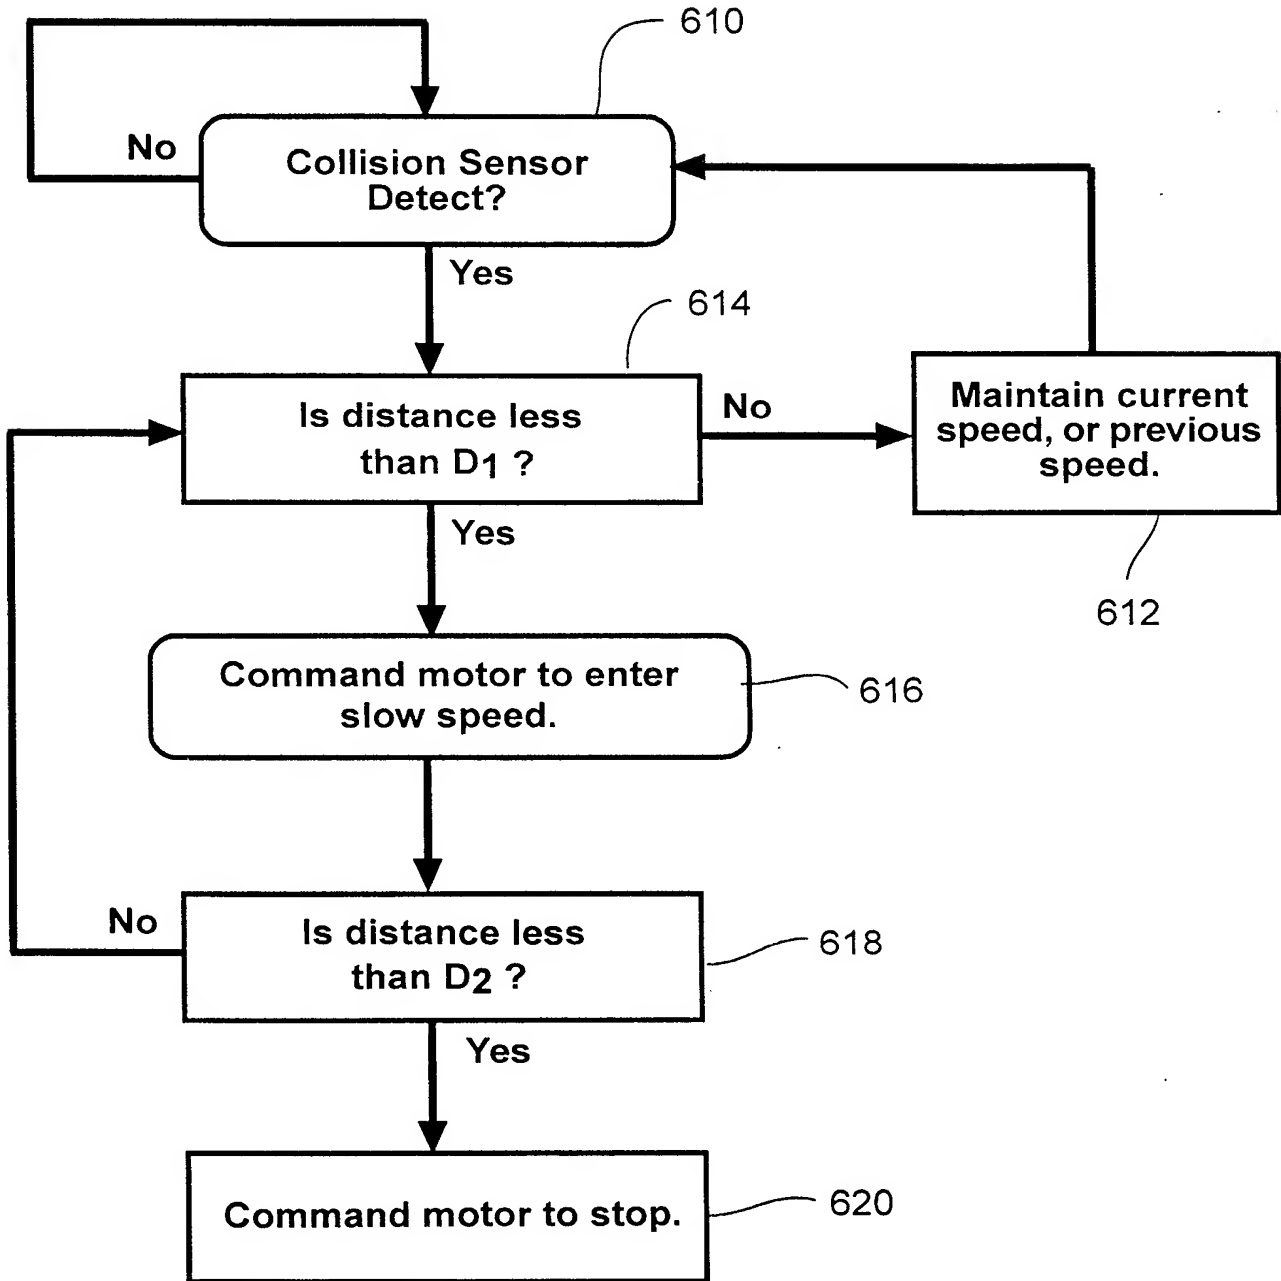 610
No
Collision Sensor
Detect?
Yes
614
Is distance less
than D1 ?
No
Maintain current
speed, or previous
speed.
Yes
612
Command motor to enter
slow speed.
616
No
Is distance less
than D2 ?
618
Yes
Command motor to stop.
620